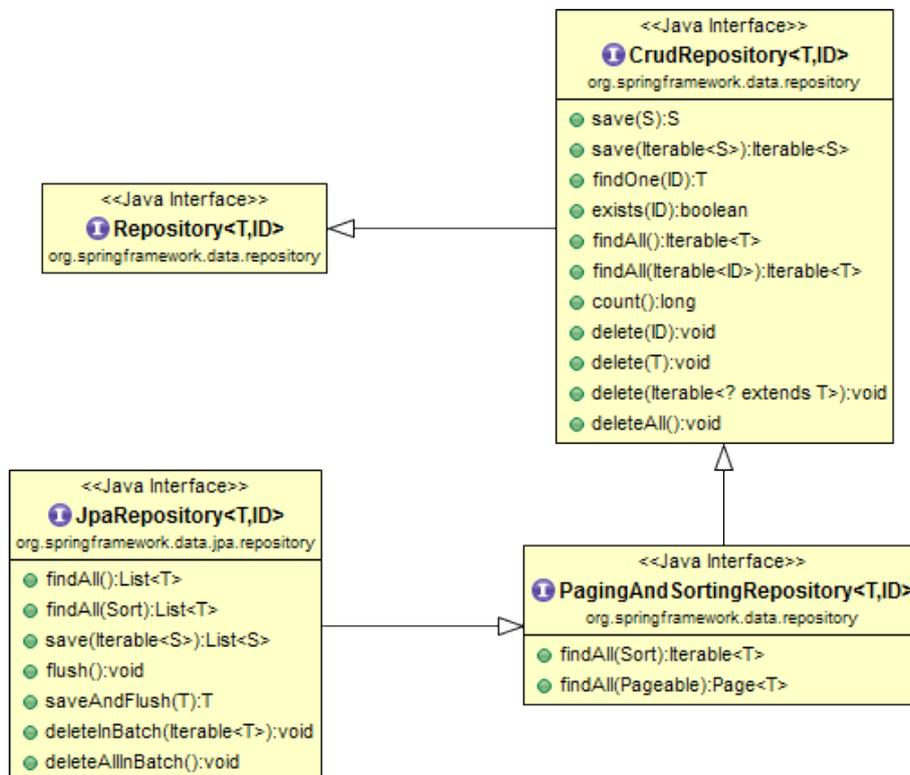 <<Java Interface>>
CrudRepository<T,ID>
org.springframework.data.repository
save(S):S
save(Iterable<S>):Iterable<S>
findOne(ID):T
exists(ID):boolean
findAll():Iterable<T>
findAll(Iterable<ID>):Iterable<T>
count():long
delete(ID):void
delete(T):void
delete(Iterable<? extends T>):void
deleteAll():void
<<Java Interface>>
Repository<T,ID>
org.springframework.data.repository
<<Java Interface>>
JpaRepository<T,ID>
org.springframework.data.jpa.repository
findAll():List<T>
findAll(Sort):List<T>
save(Iterable<S>):List<S>
flush():void
saveAndFlush(T):T
deleteInBatch(Iterable<T>):void
deleteAllInBatch():void
<<Java Interface>>
PagingAndSortingRepository<T,ID>
org.springframework.data.repository
findAll(Sort):Iterable<T>
findAll(Pageable):Page<T>